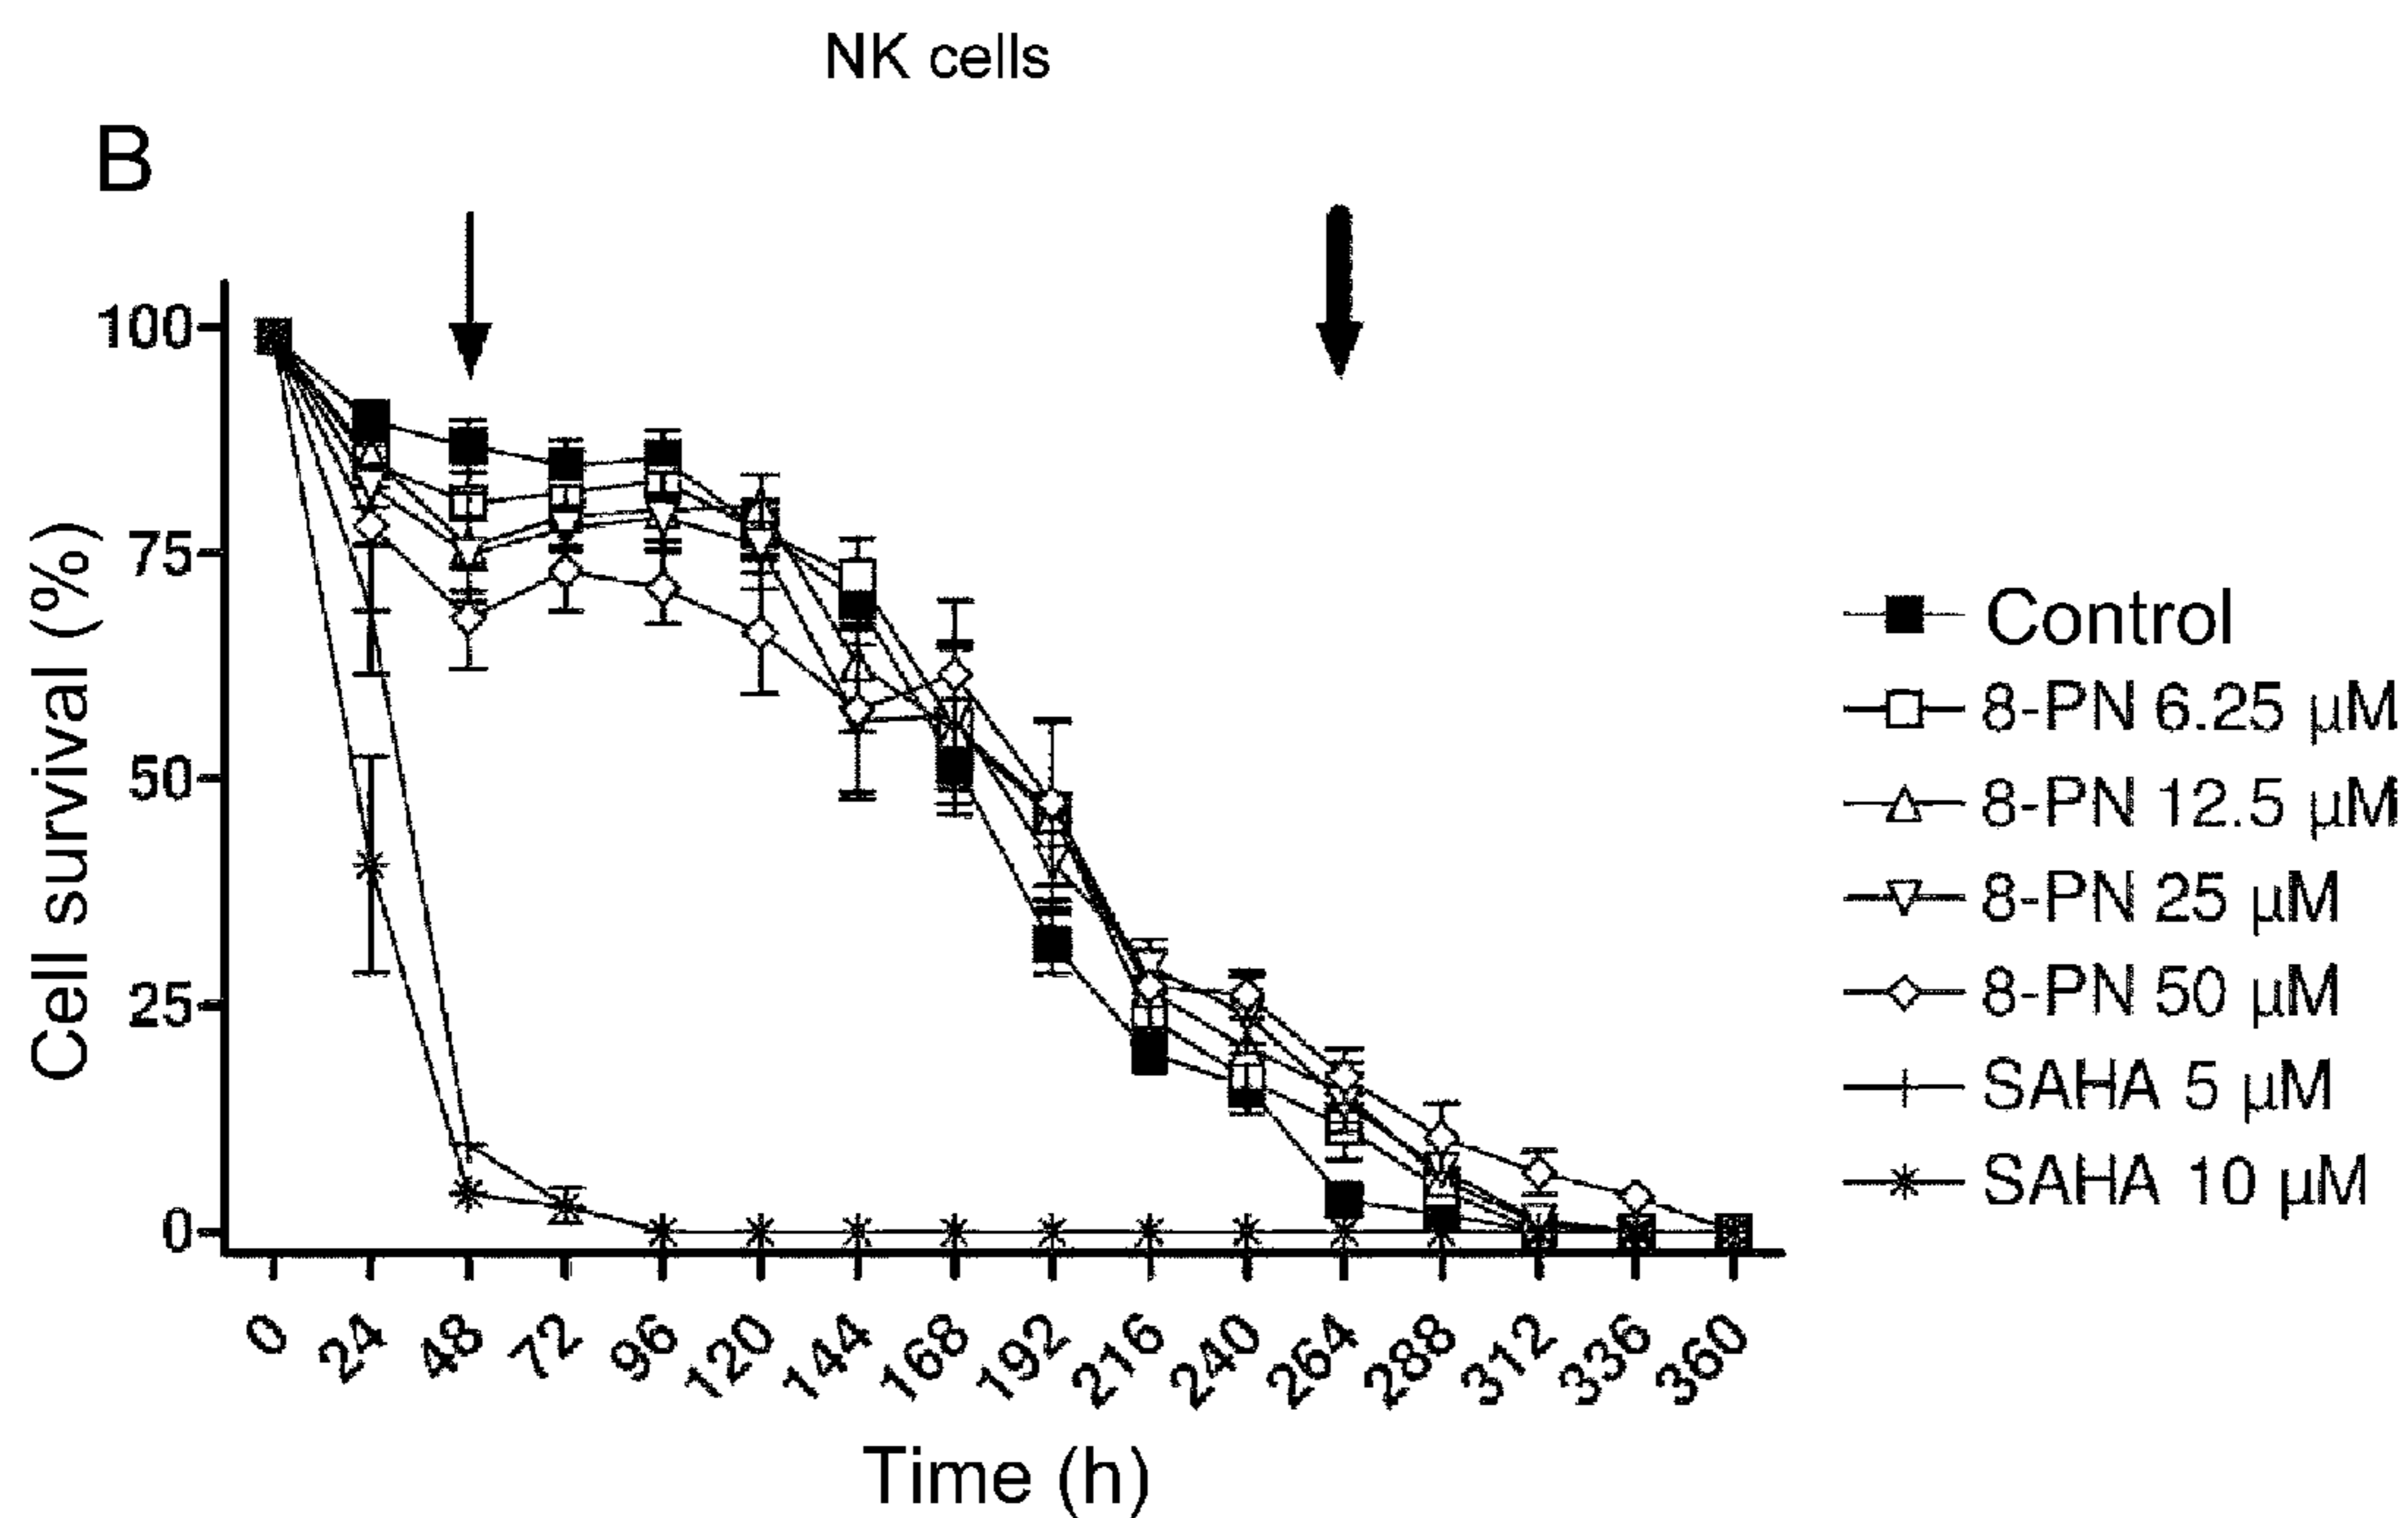 NK cells
B
Cell survival (%)
100
75
50
25
0
0 24 48 72 96 120 144 168 192 216 240 264 288 312 336 360
Time (h)
Control
8-PN 6.25 μM
8-PN 12.5 μM
8-PN 25 μM
8-PN 50 μM
SAHA 5 μM
SAHA 10 μM